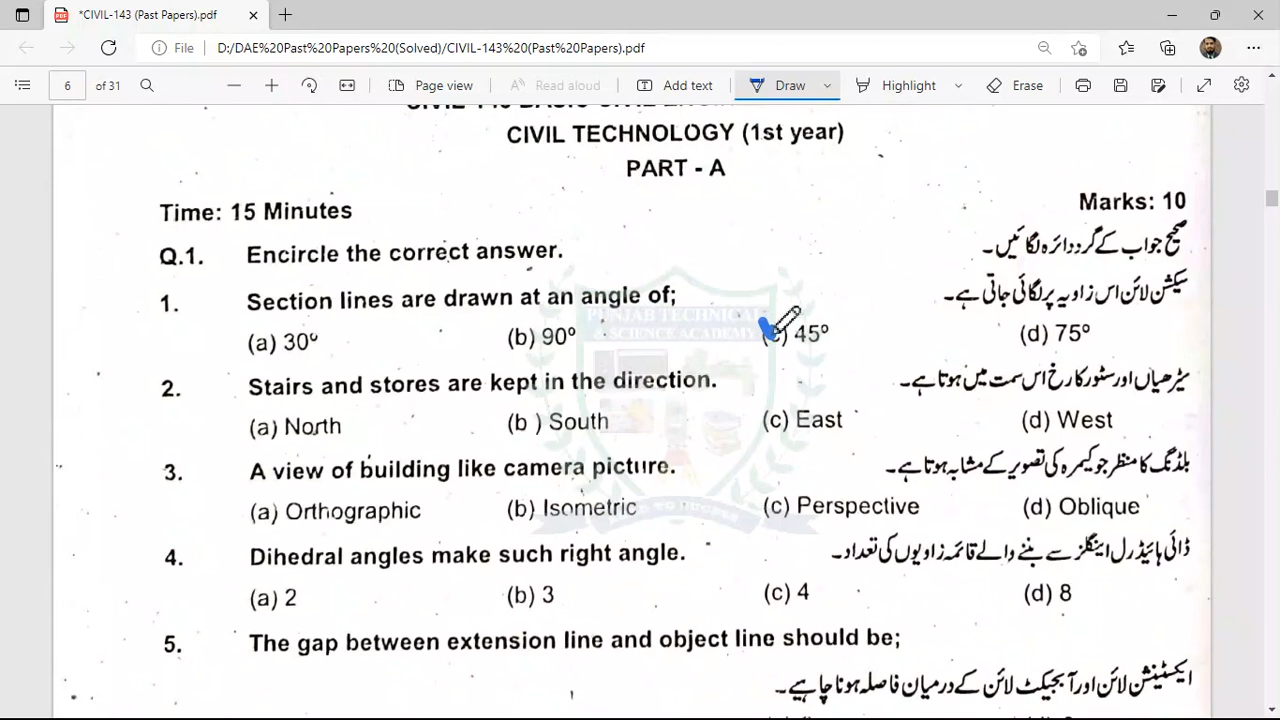 *CIVIL-143 (Past Papers).pdf
File D:/DAE%20Past%20Papers%20(Solved)/CIVIL-143%20(Past%20Papers).pdf
6 of 31 Page view Read aloud Add text Draw Highlight Erase
CIVIL TECHNOLOGY (1st year)
PART - A
Time: 15 Minutes Marks: 10
Q.1. Encircle the correct answer. صحیح جواب کے گرد دائرہ لگائیں۔
1. Section lines are drawn at an angle of; سیکشن لائن اس زاویہ پر لگائی جاتی ہے۔
(a) 30º (b) 90º (c) 45º (d) 75º
2. Stairs and stores are kept in the direction. سیڑھیاں اور سٹور کا رخ اس سمت میں ہوتا ہے۔
(a) North (b ) South (c) East (d) West
3. A view of building like camera picture. بلڈنگ کا منظر جو کیمرہ کی تصویر کے مشابہ ہوتا ہے۔
(a) Orthographic (b) Isometric (c) Perspective (d) Oblique
4. Dihedral angles make such right angle. ڈائی ہائیڈرل اینگلز سے بننے والے قائمہ زاویوں کی تعداد۔
(a) 2 (b) 3 (c) 4 (d) 8
5. The gap between extension line and object line should be;
ایکسٹینشن لائن اور آبجیکٹ لائن کے درمیان فاصلہ ہونا چاہیے۔
PUNJAB TECHNICAL
& SCIENCE ACADEMY